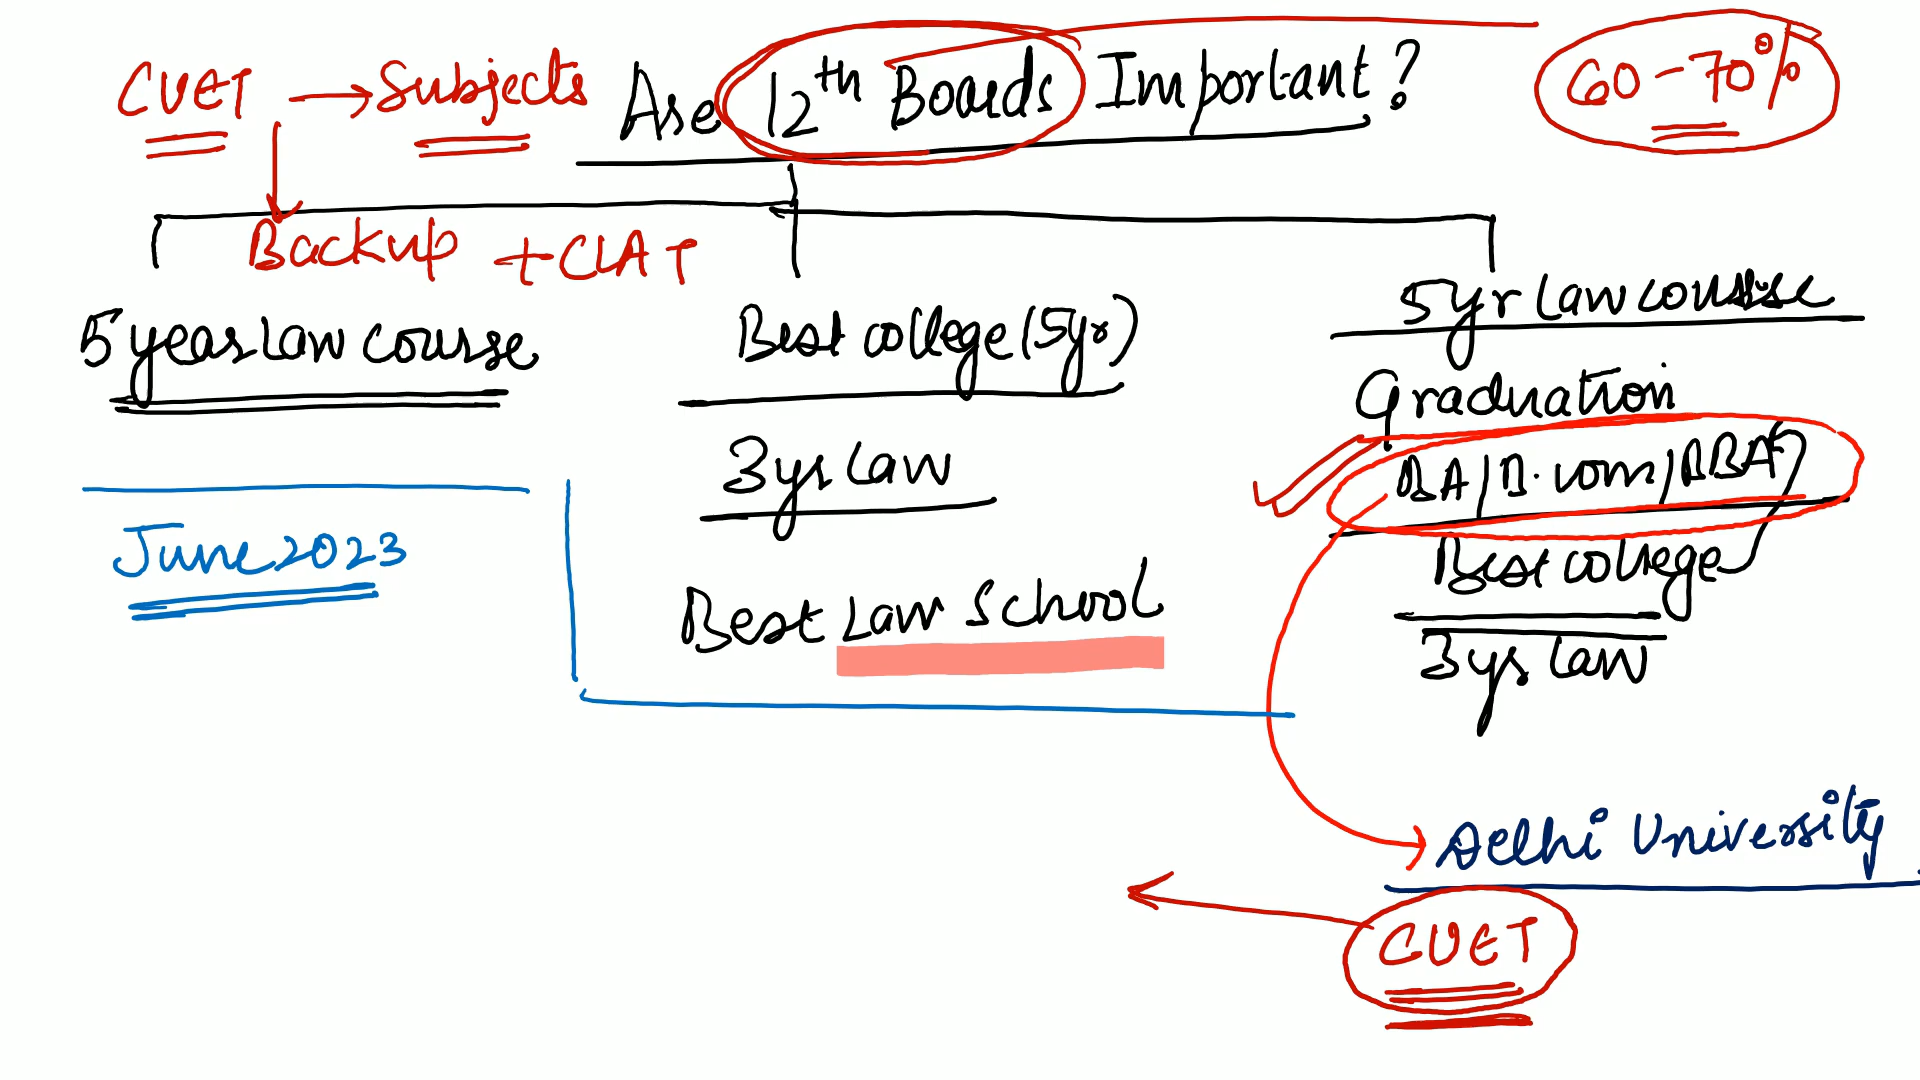 CUET → Subjects
Are 12th Boards Important?
60-70%
Backup + CLAT
5 year Law course
June 2023
Best college (5yr)
3yr Law
Best Law School
5yr Law course
Graduation
BA/B.com/BBA
Best college
3yr Law
Delhi University
CUET